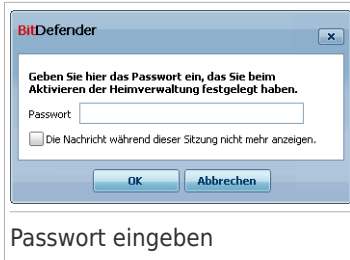 BitDefender
Geben Sie hier das Passwort ein, das Sie beim
Aktivieren der Heimverwaltung festgelegt haben.
Passwort
Die Nachricht während dieser Sitzung nicht mehr anzeigen.
OK Abbrechen
Passwort eingeben